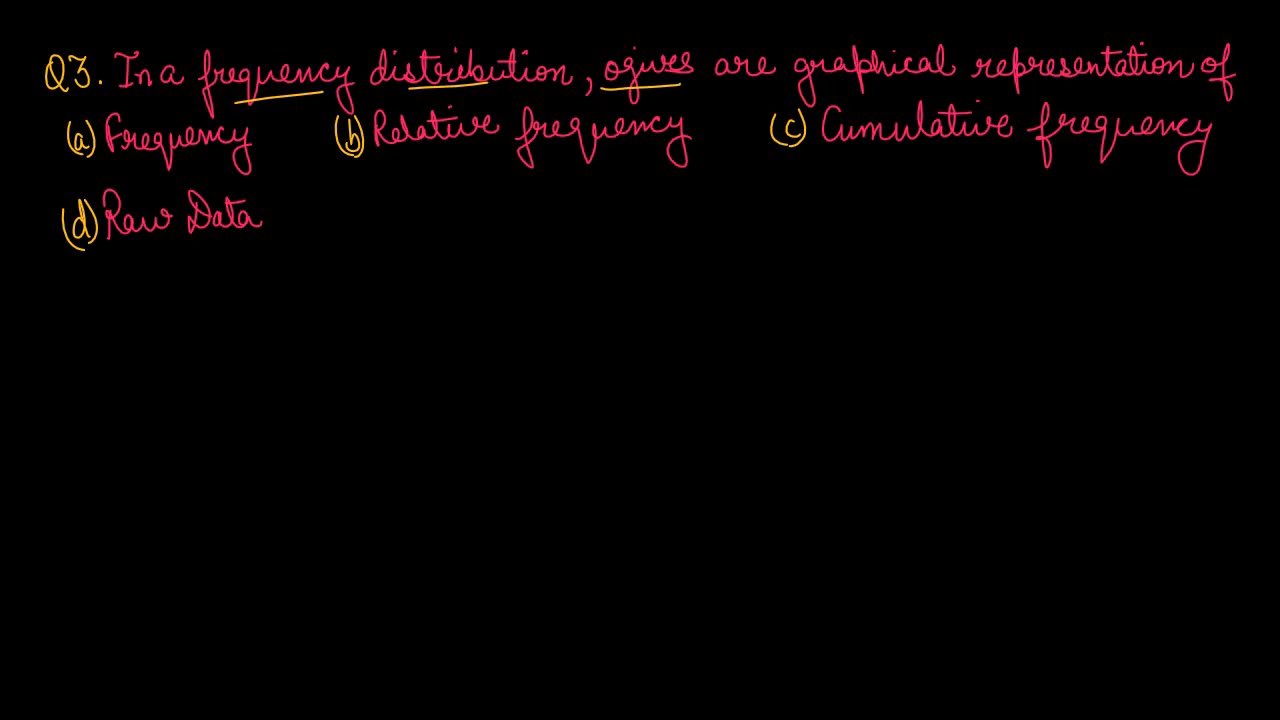 Q3. In a frequency distribution, ogives are graphical representation of
(a) Frequency (b) Relative frequency (c) Cumulative frequency
(d) Raw Data